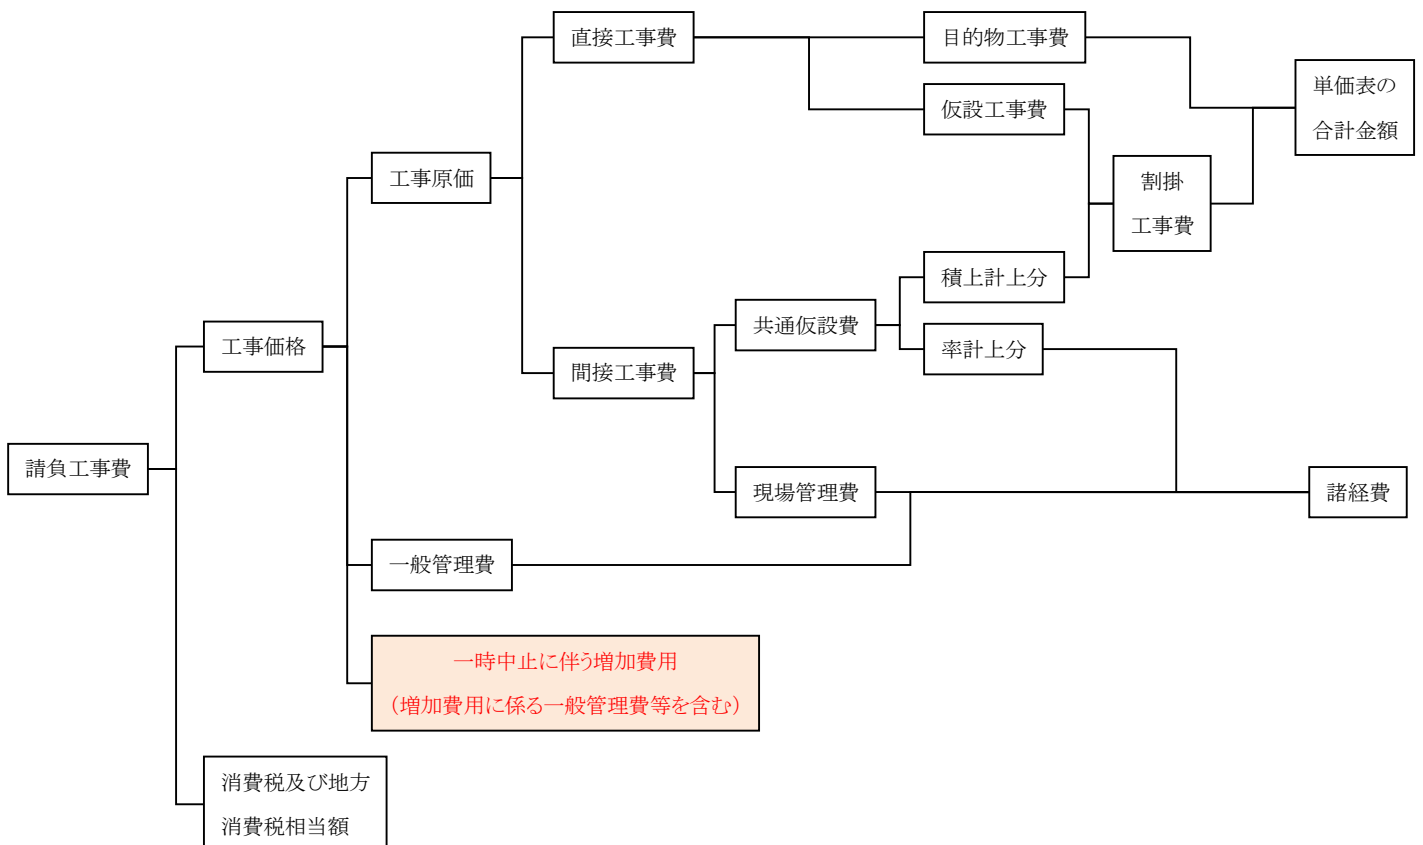 直接工事費
目的物工事費
単価表の
合計金額
仮設工事費
工事原価
割掛
工事費
積上計上分
共通仮設費
率計上分
工事価格
間接工事費
請負工事費
現場管理費
諸経費
一般管理費
一時中止に伴う増加費用
（増加費用に係る一般管理費等を含む）
消費税及び地方
消費税相当額